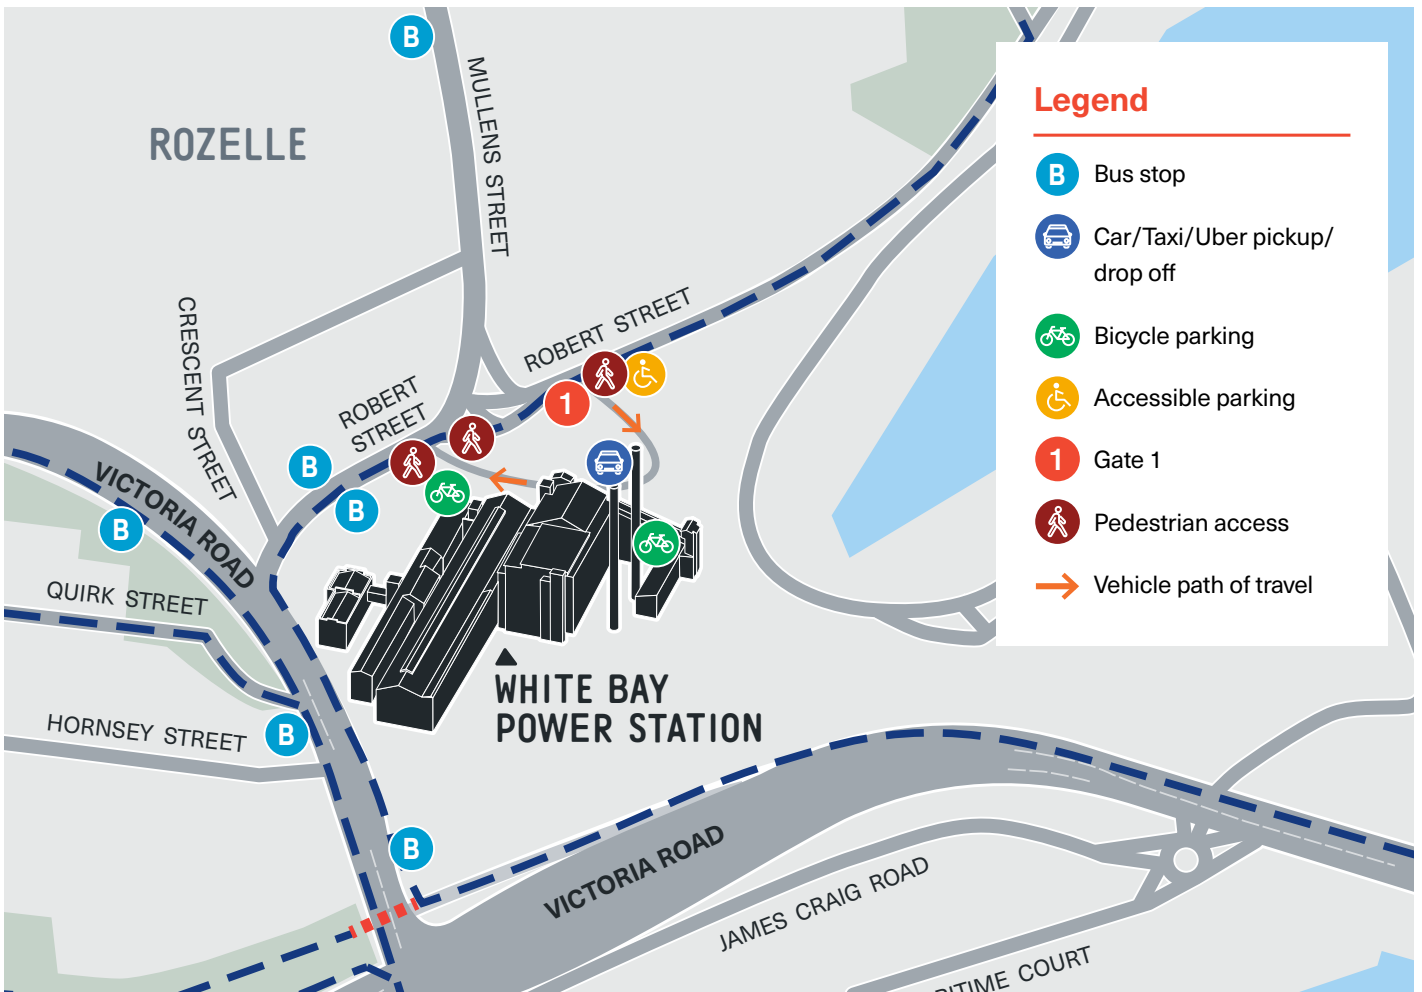 B
MULLENS STREET
ROZELLE
Legend
B Bus stop
Car/Taxi/Uber pickup/
drop off
Bicycle parking
Accessible parking
1 Gate 1
Pedestrian access
Vehicle path of travel
CRESCENT STREET
ROBERT STREET
ROBERT
STREET
1
B
B
B
VICTORIA ROAD
QUIRK STREET
HORNSEY STREET
B
WHITE BAY
POWER STATION
B
VICTORIA ROAD
JAMES CRAIG ROAD
COURT